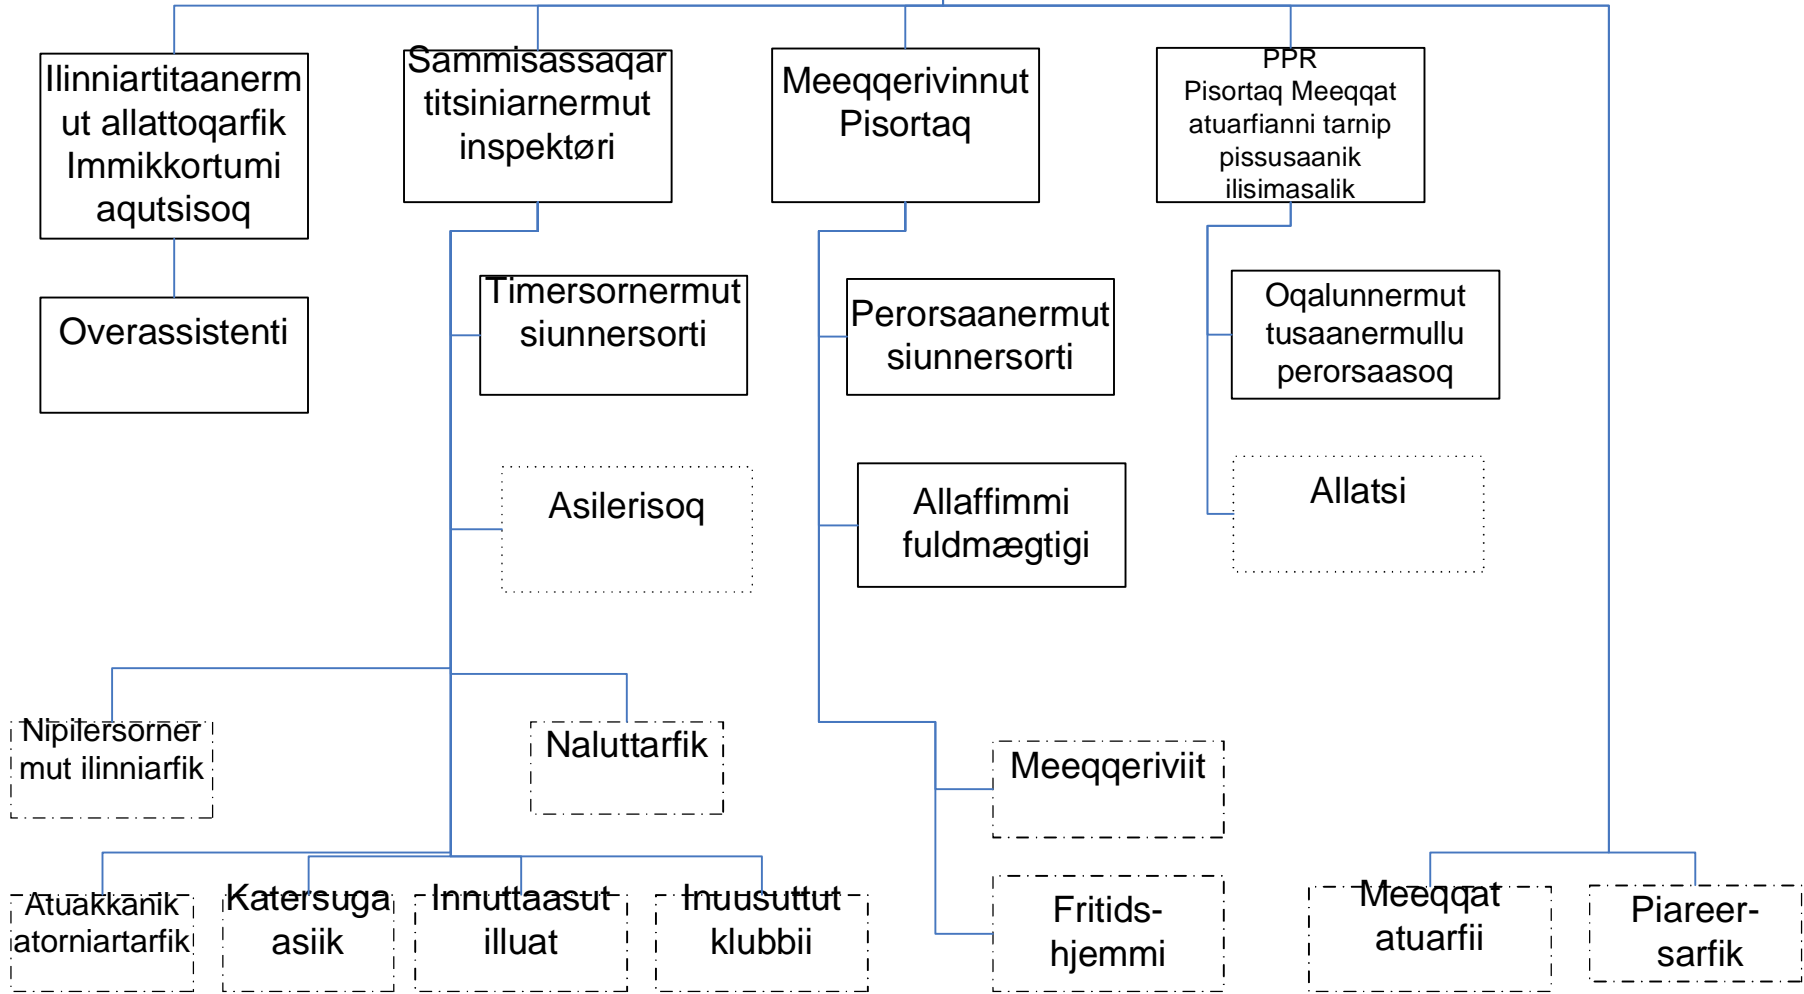 Ilinniartitaanerm
ut allattoqarfik
Immikkortumi
aqutsisoq
Sammisassaqar
titsiniarnermut
inspektøri
Meeqqerivinnut
Pisortaq
PPR
Pisortaq Meeqqat
atuarfianni tarnip
pissusaanik
ilisimasalik
Overassistenti
Timersornermut
siunnersorti
Perorsaanermut
siunnersorti
Oqalunnermut
tusaanermullu
perorsaasoq
Asilerisoq
Allaffimmi
fuldmægtigi
Allatsi
Nipilersorner
mut ilinniarfik
Naluttarfik
Meeqqeriviit
Atuakkanik
atorniartarfik
Katersuga
asiik
Innuttaasut
illuat
Inuusuttut
klubbii
Fritids-
hjemmi
Meeqqat
atuarfii
Piareer-
sarfik